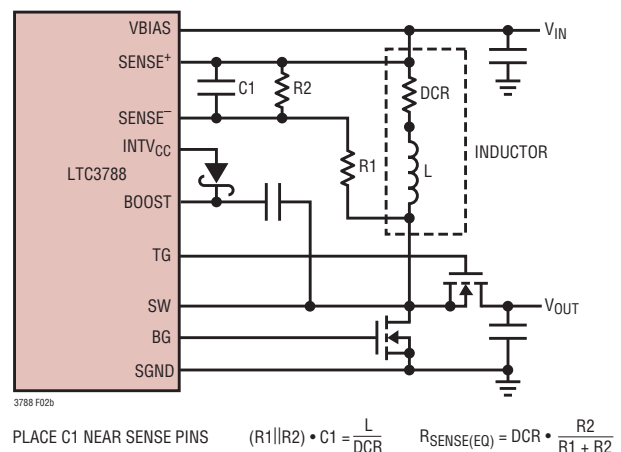 VBIAS
VIN
SENSE+
C1
R2
DCR
SENSE–
INTVCC
R1
L
INDUCTOR
LTC3788
BOOST
TG
SW
VOUT
BG
SGND
3788 F02b
PLACE C1 NEAR SENSE PINS (R1||R2) • C1 = L/DCR RSENSE(EQ) = DCR • R2/R1 + R2